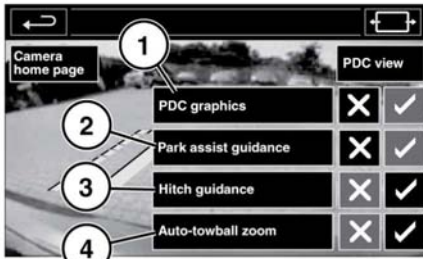 1
Camera
home page
PDC view
PDC graphics
2
Park assist guidance
3
Hitch guidance
4
Auto-towball zoom